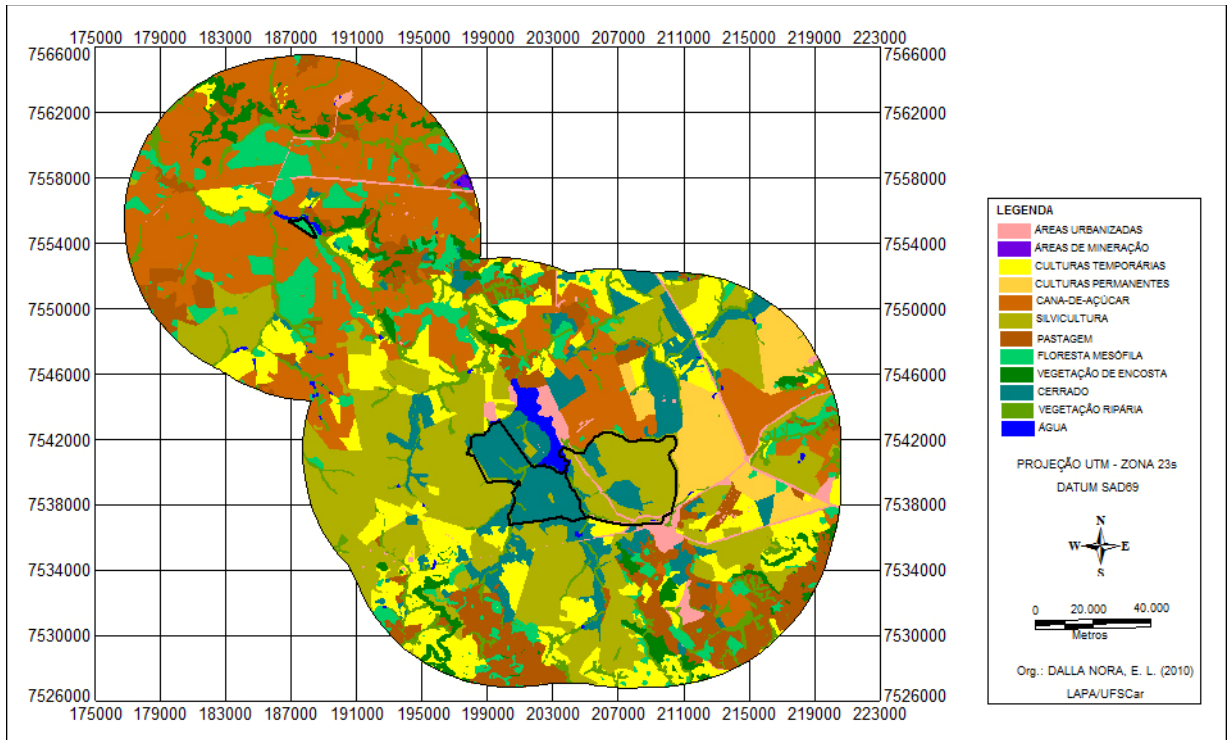 175000 179000 183000 187000 191000 195000 199000 203000 207000 211000 215000 219000 223000
7566000 7566000
7562000 7562000
7558000 7558000
7554000 7554000
7550000 7550000
7546000 7546000
7542000 7542000
7538000 7538000
7534000 7534000
7530000 7530000
7526000 7526000
175000 179000 183000 187000 191000 195000 199000 203000 207000 211000 215000 219000 223000
LEGENDA
ÁREAS URBANIZADAS
ÁREAS DE MINERAÇÃO
CULTURAS TEMPORÁRIAS
CULTURAS PERMANENTES
CANA-DE-AÇÚCAR
SILVICULTURA
PASTAGEM
FLORESTA MESÓFILA
VEGETAÇÃO DE ENCOSTA
CERRADO
VEGETAÇÃO RIPÁRIA
ÁGUA
PROJEÇÃO UTM - ZONA 23s
DATUM SAD69
N
W E
S
0 20.000 40.000
Metros
Org.: DALLA NORA, E. L. (2010)
LAPA/UFSCar